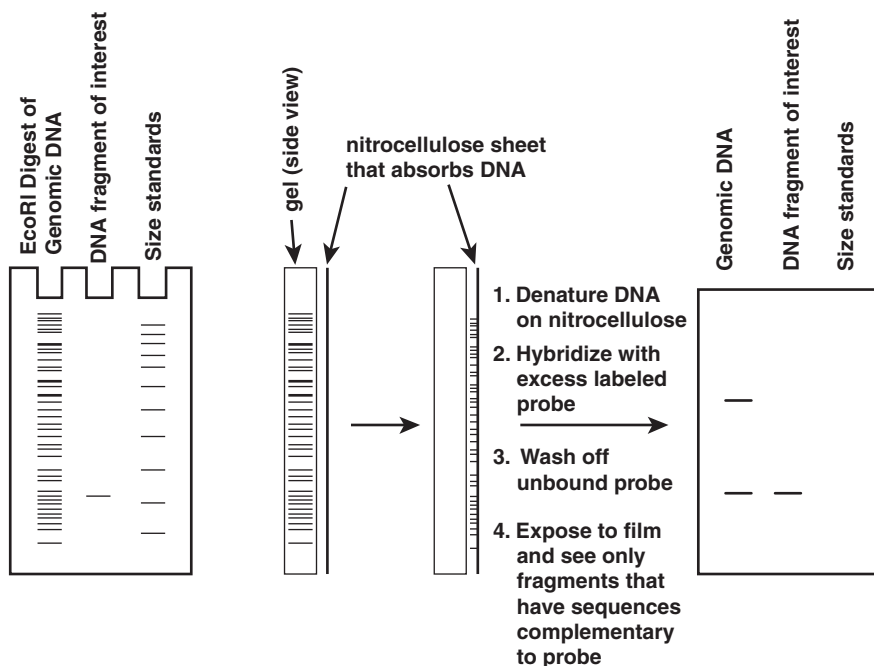 EcoRI Digest of
Genomic DNA
DNA fragment of interest
Size standards
gel (side view)
nitrocellulose sheet
that absorbs DNA
1. Denature DNA
on nitrocellulose
2. Hybridize with
excess labeled
probe
3. Wash off
unbound probe
4. Expose to film
and see only
fragments that
have sequences
complementary
to probe
Genomic DNA
DNA fragment of interest
Size standards